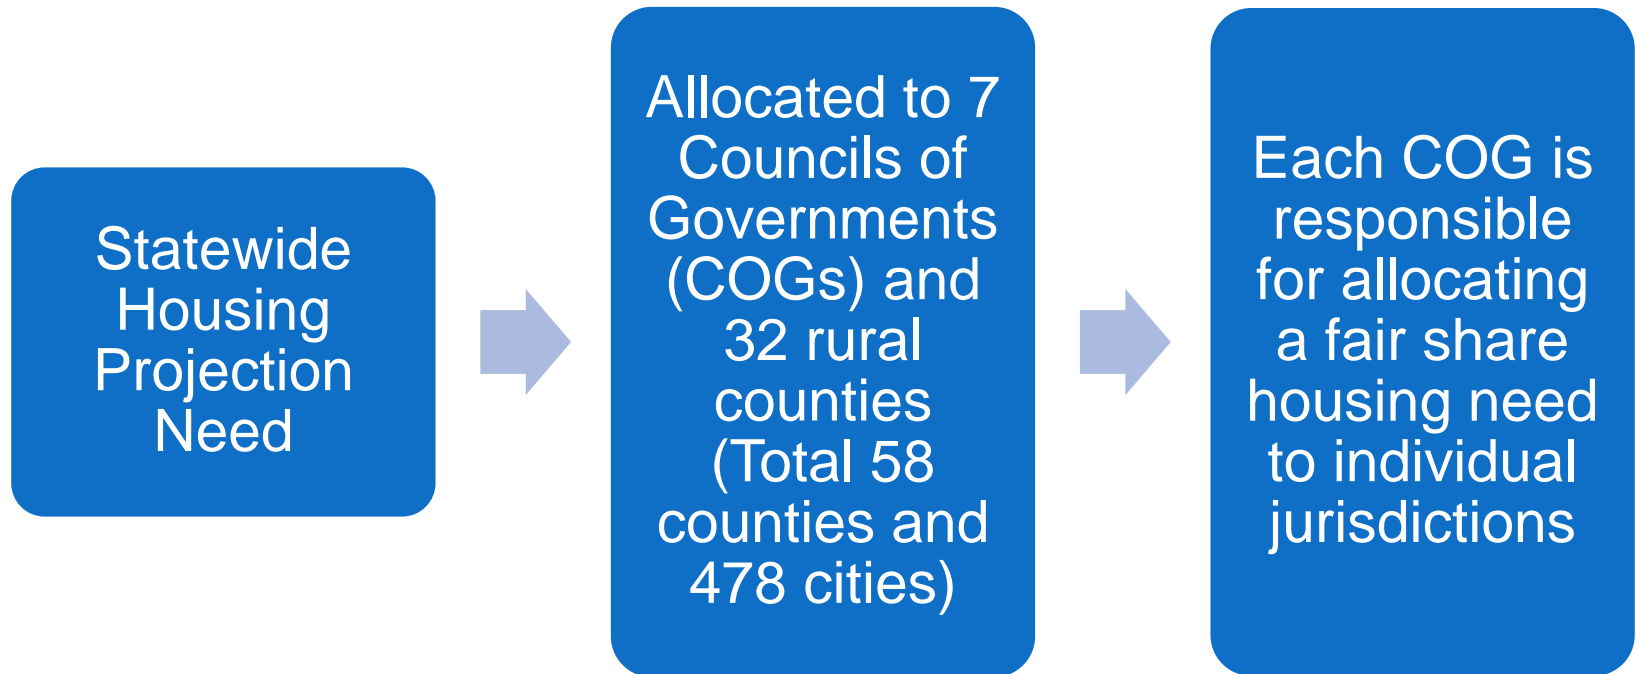 Statewide
Housing
Projection
Need
Allocated to 7
Councils of
Governments
(COGs) and
32 rural
counties
(Total 58
counties and
478 cities)
Each COG is
responsible
for allocating
a fair share
housing need
to individual
jurisdictions